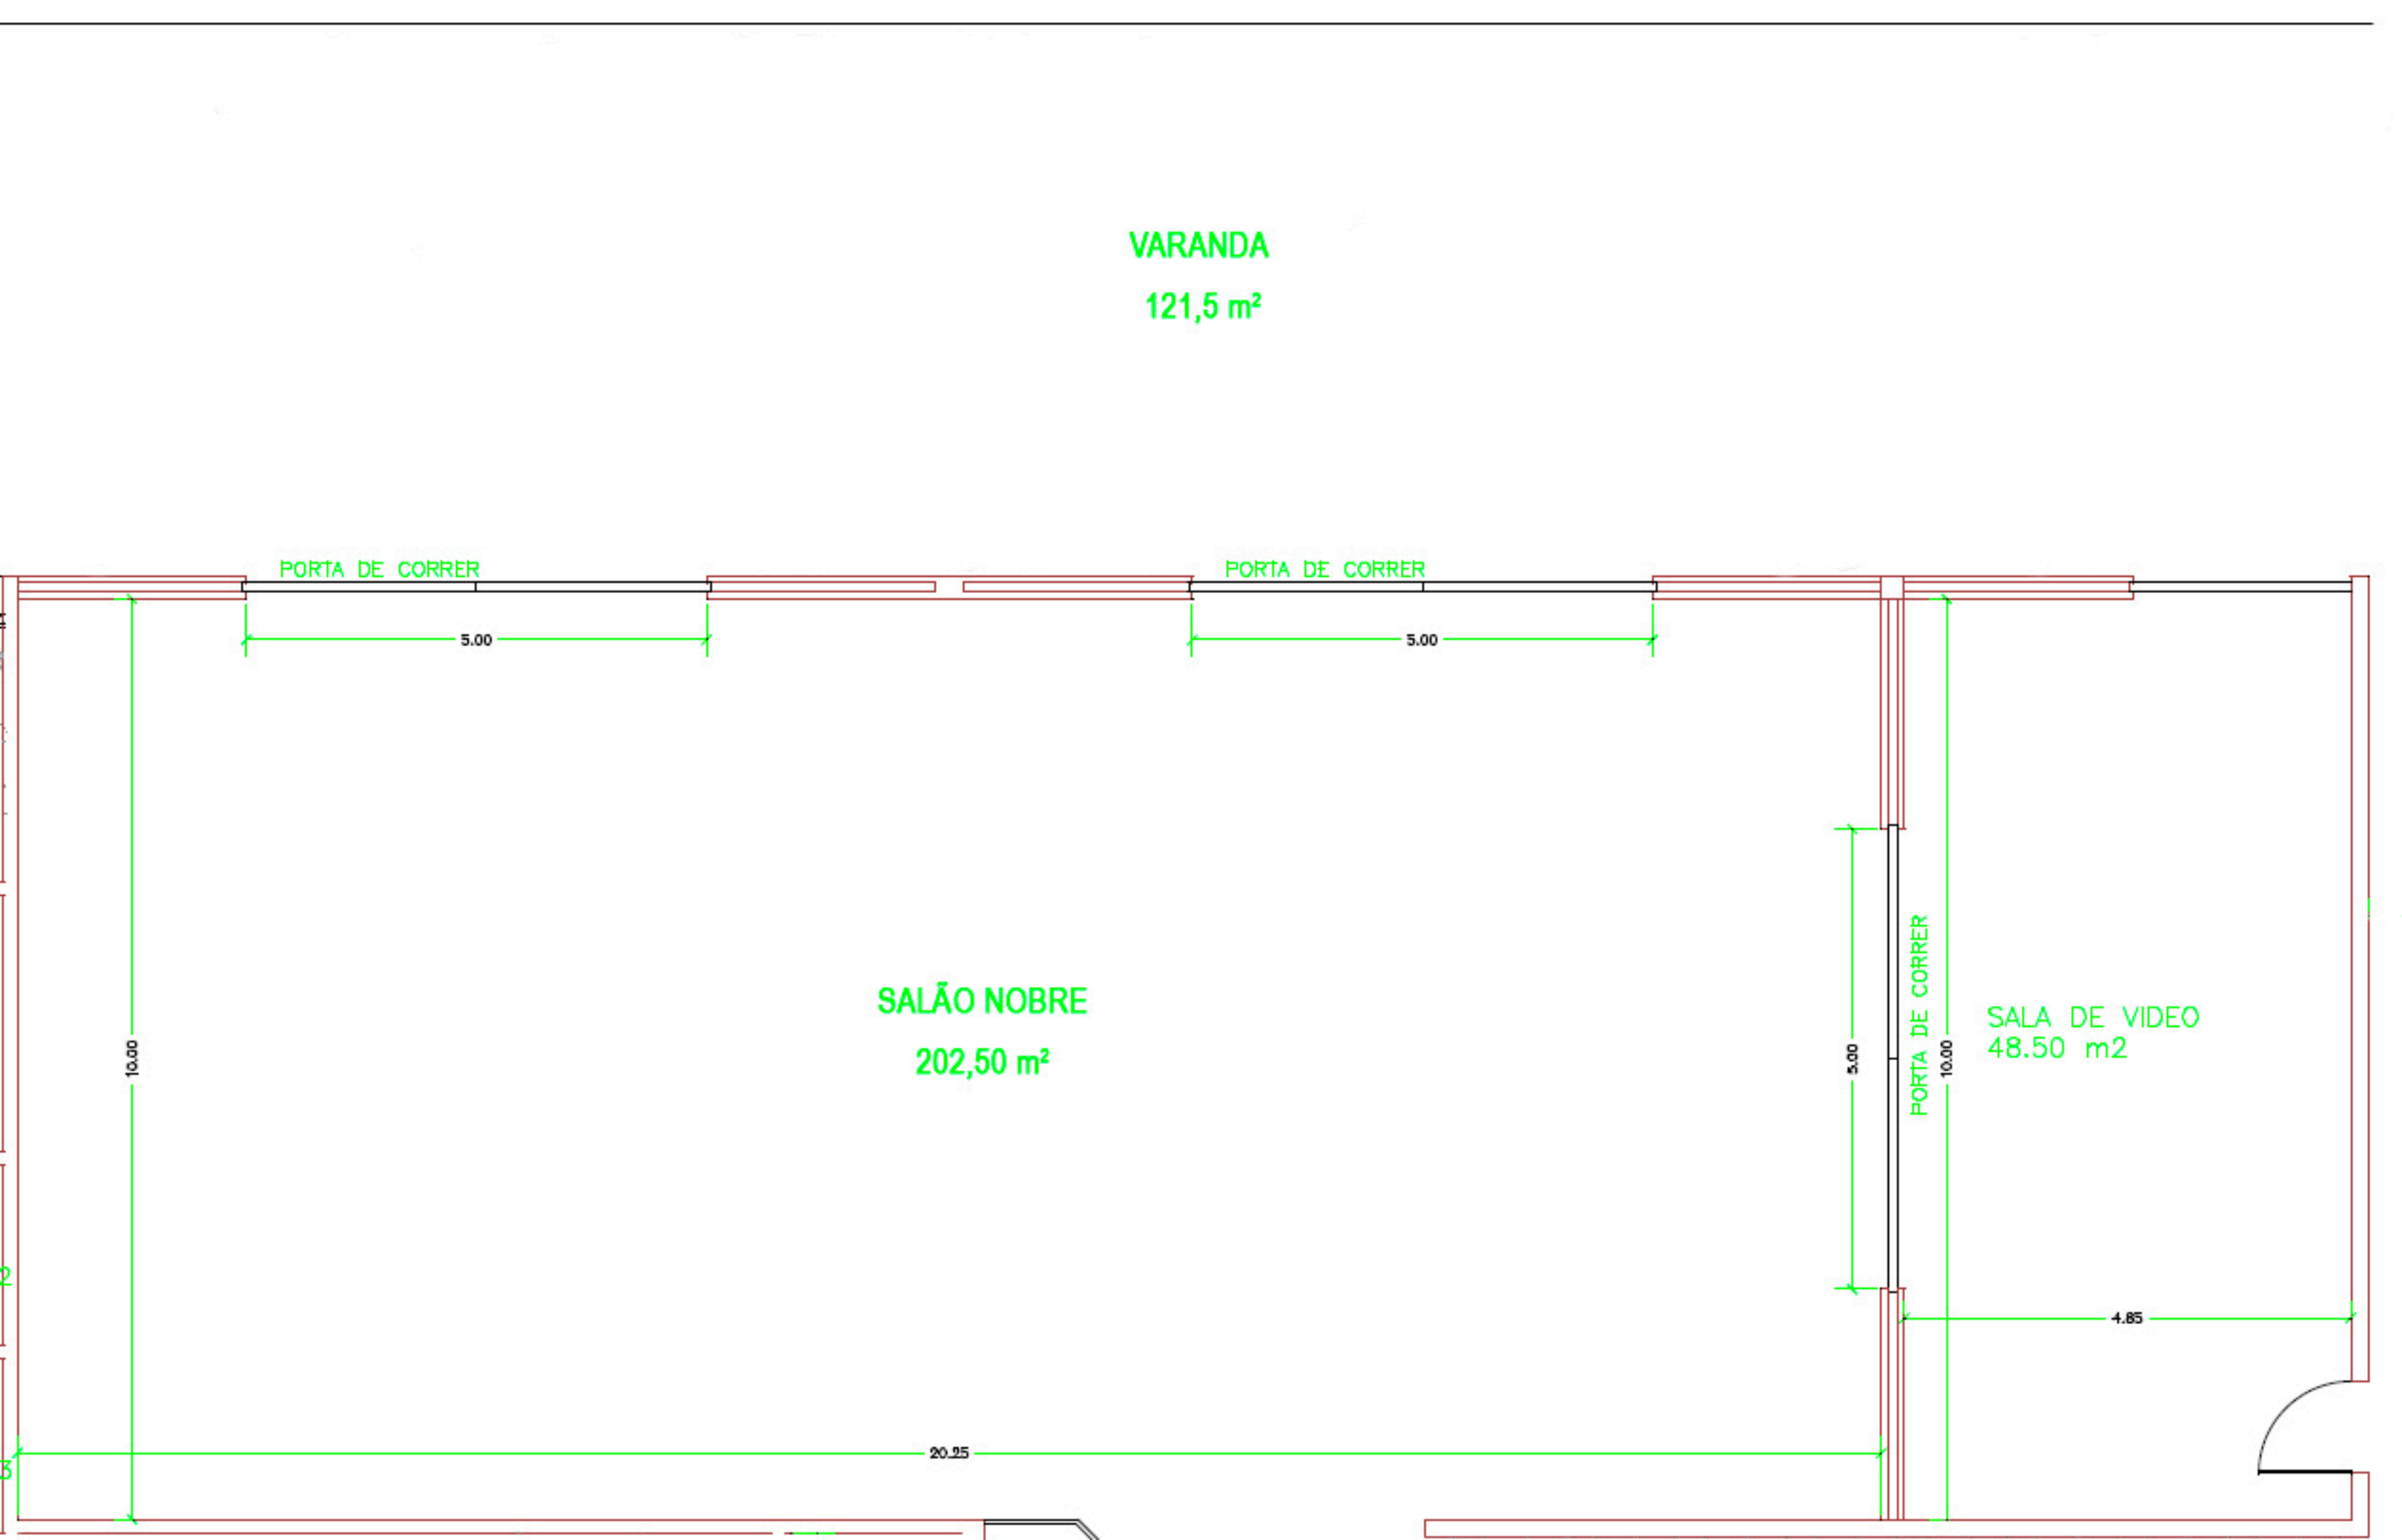 VARANDA
121,5 m²
PORTA DE CORRER
PORTA DE CORRER
5.00
5.00
SALÃO NOBRE
202,50 m²
10.00
5.00
PORTA DE CORRER
10.00
SALA DE VIDEO
48.50 m2
2
4.85
20.25
3